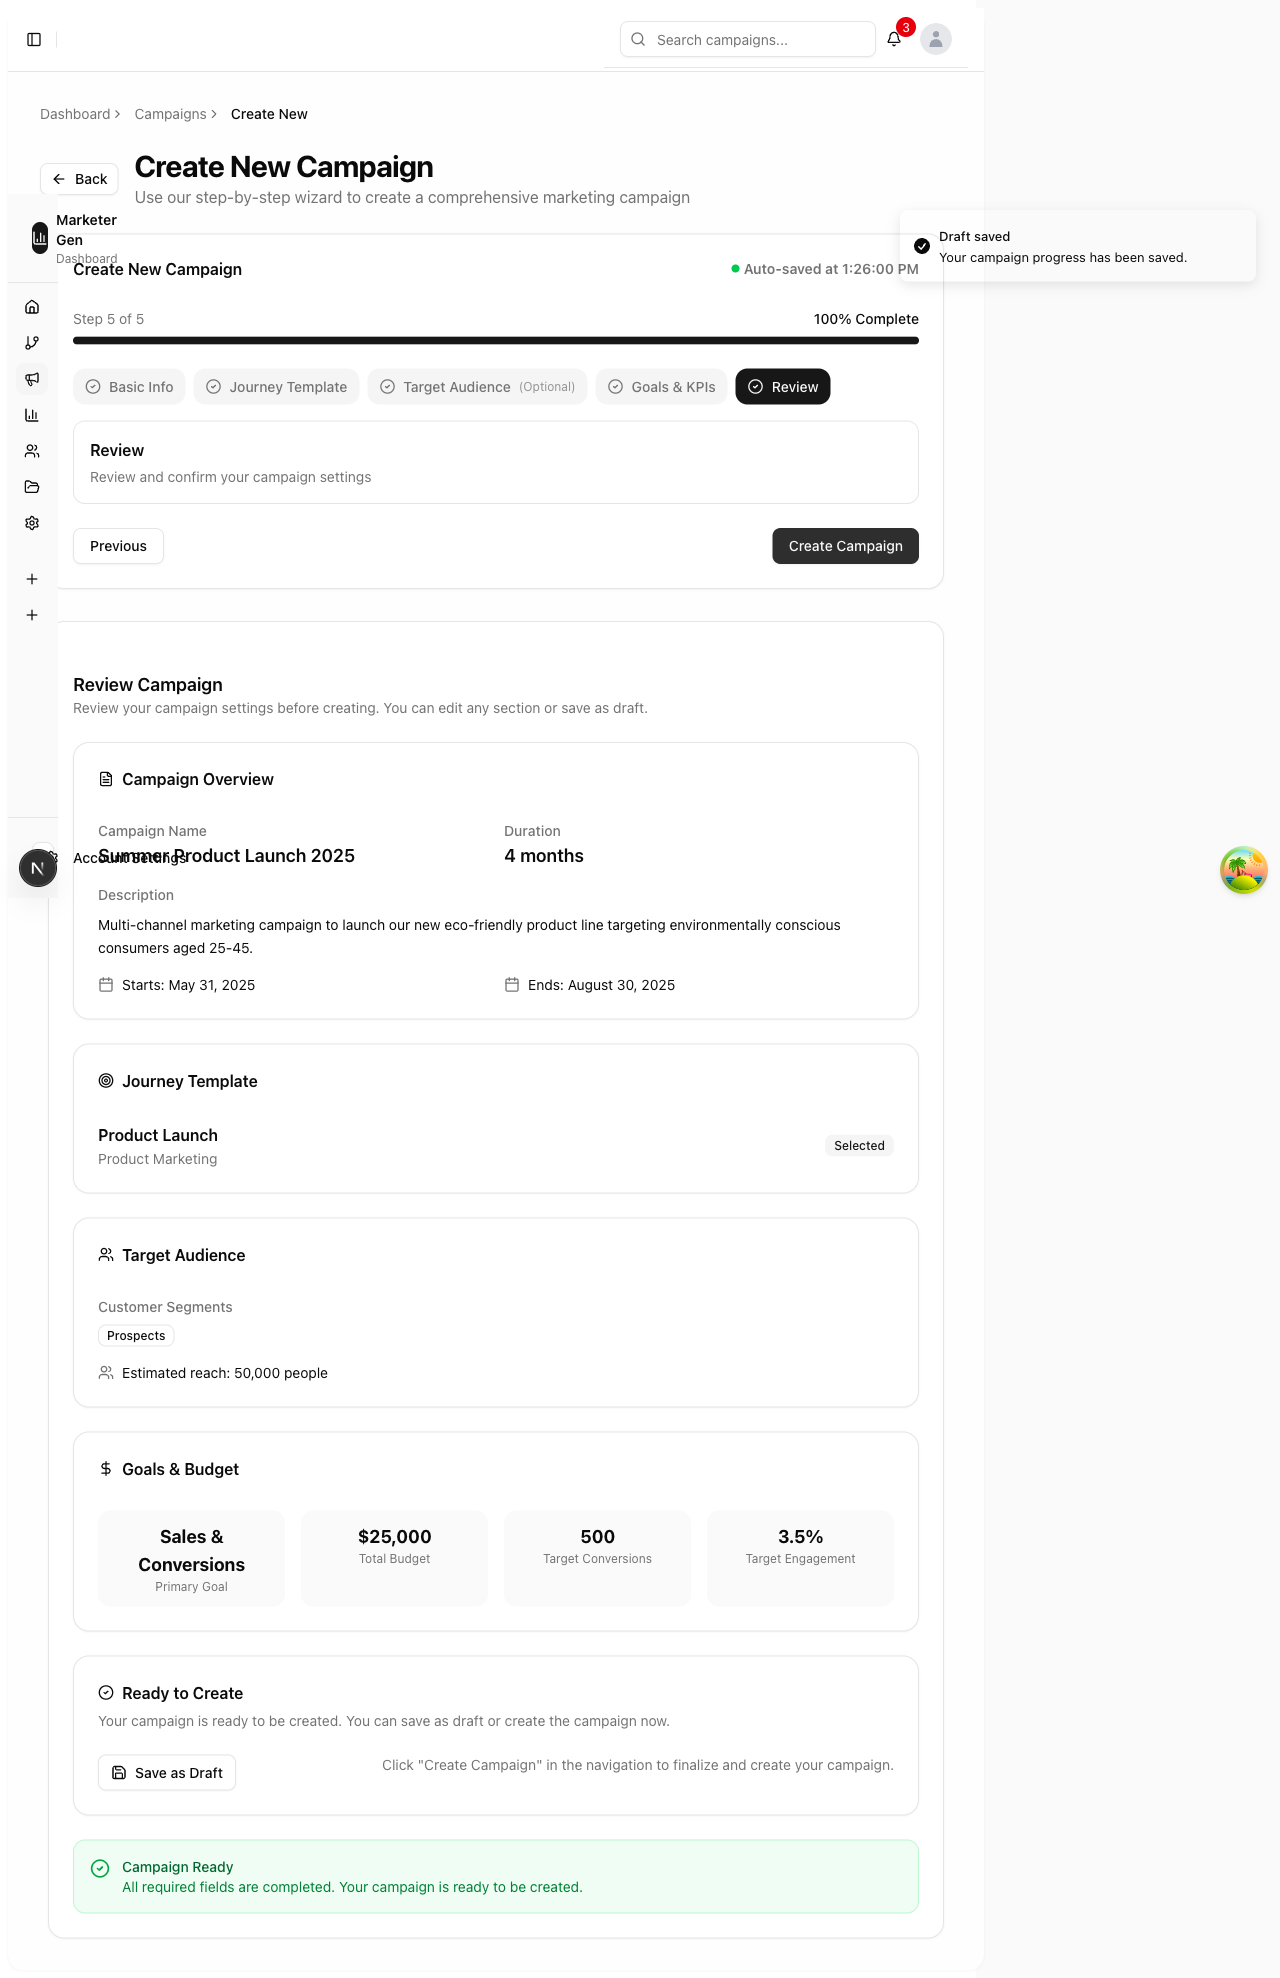 Search campaigns...
3
Dashboard
Campaigns
Create New
Back
Create New Campaign
Use our step-by-step wizard to create a comprehensive marketing campaign
Marketer
Gen
Dashboard
Draft saved
Your campaign progress has been saved.
Create New Campaign
Auto-saved at 1:26:00 PM
Step 5 of 5
100% Complete
Basic Info
Journey Template
Target Audience (Optional)
Goals & KPIs
Review
Review
Review and confirm your campaign settings
Previous
Create Campaign
Review Campaign
Review your campaign settings before creating. You can edit any section or save as draft.
Campaign Overview
Campaign Name
Duration
Summer Product Launch 2025
4 months
Account Settings
N
Description
Multi-channel marketing campaign to launch our new eco-friendly product line targeting environmentally conscious
consumers aged 25-45.
Starts: May 31, 2025
Ends: August 30, 2025
Journey Template
Product Launch
Product Marketing
Selected
Target Audience
Customer Segments
Prospects
Estimated reach: 50,000 people
Goals & Budget
Sales &
Conversions
Primary Goal
$25,000
Total Budget
500
Target Conversions
3.5%
Target Engagement
Ready to Create
Your campaign is ready to be created. You can save as draft or create the campaign now.
Save as Draft
Click "Create Campaign" in the navigation to finalize and create your campaign.
Campaign Ready
All required fields are completed. Your campaign is ready to be created.